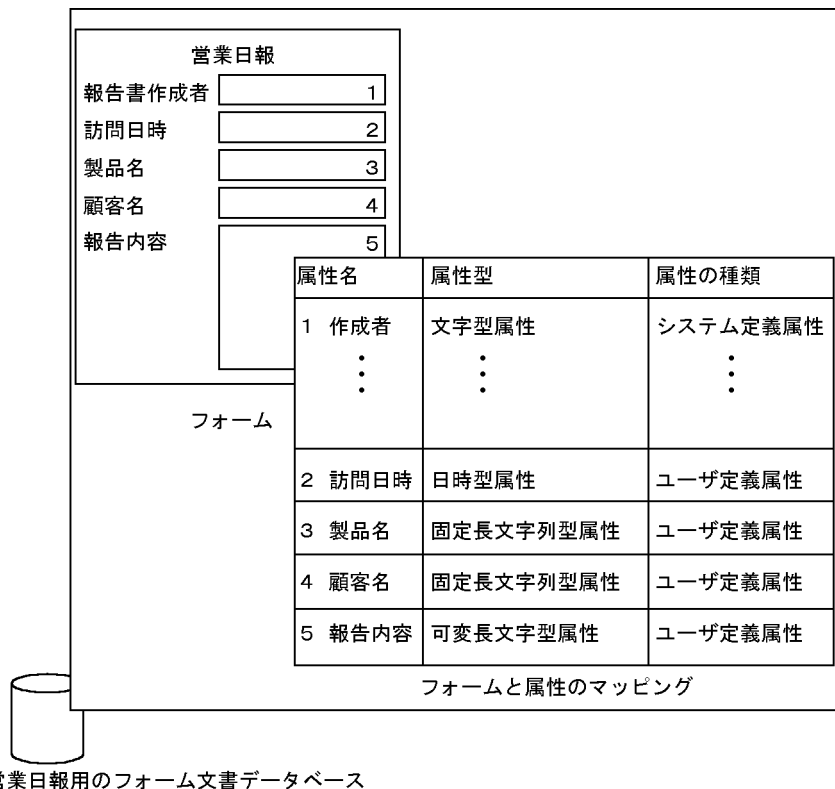 営業日報
報告書作成者 1
訪問日時 2
製品名 3
顧客名 4
報告内容 5
フォーム
属性名 属性型 属性の種類
1 作成者 文字型属性 システム定義属性
2 訪問日時 日時型属性 ユーザ定義属性
3 製品名 固定長文字列型属性 ユーザ定義属性
4 顧客名 固定長文字列型属性 ユーザ定義属性
5 報告内容 可変長文字型属性 ユーザ定義属性
フォームと属性のマッピング
営業日報用のフォーム文書データベース